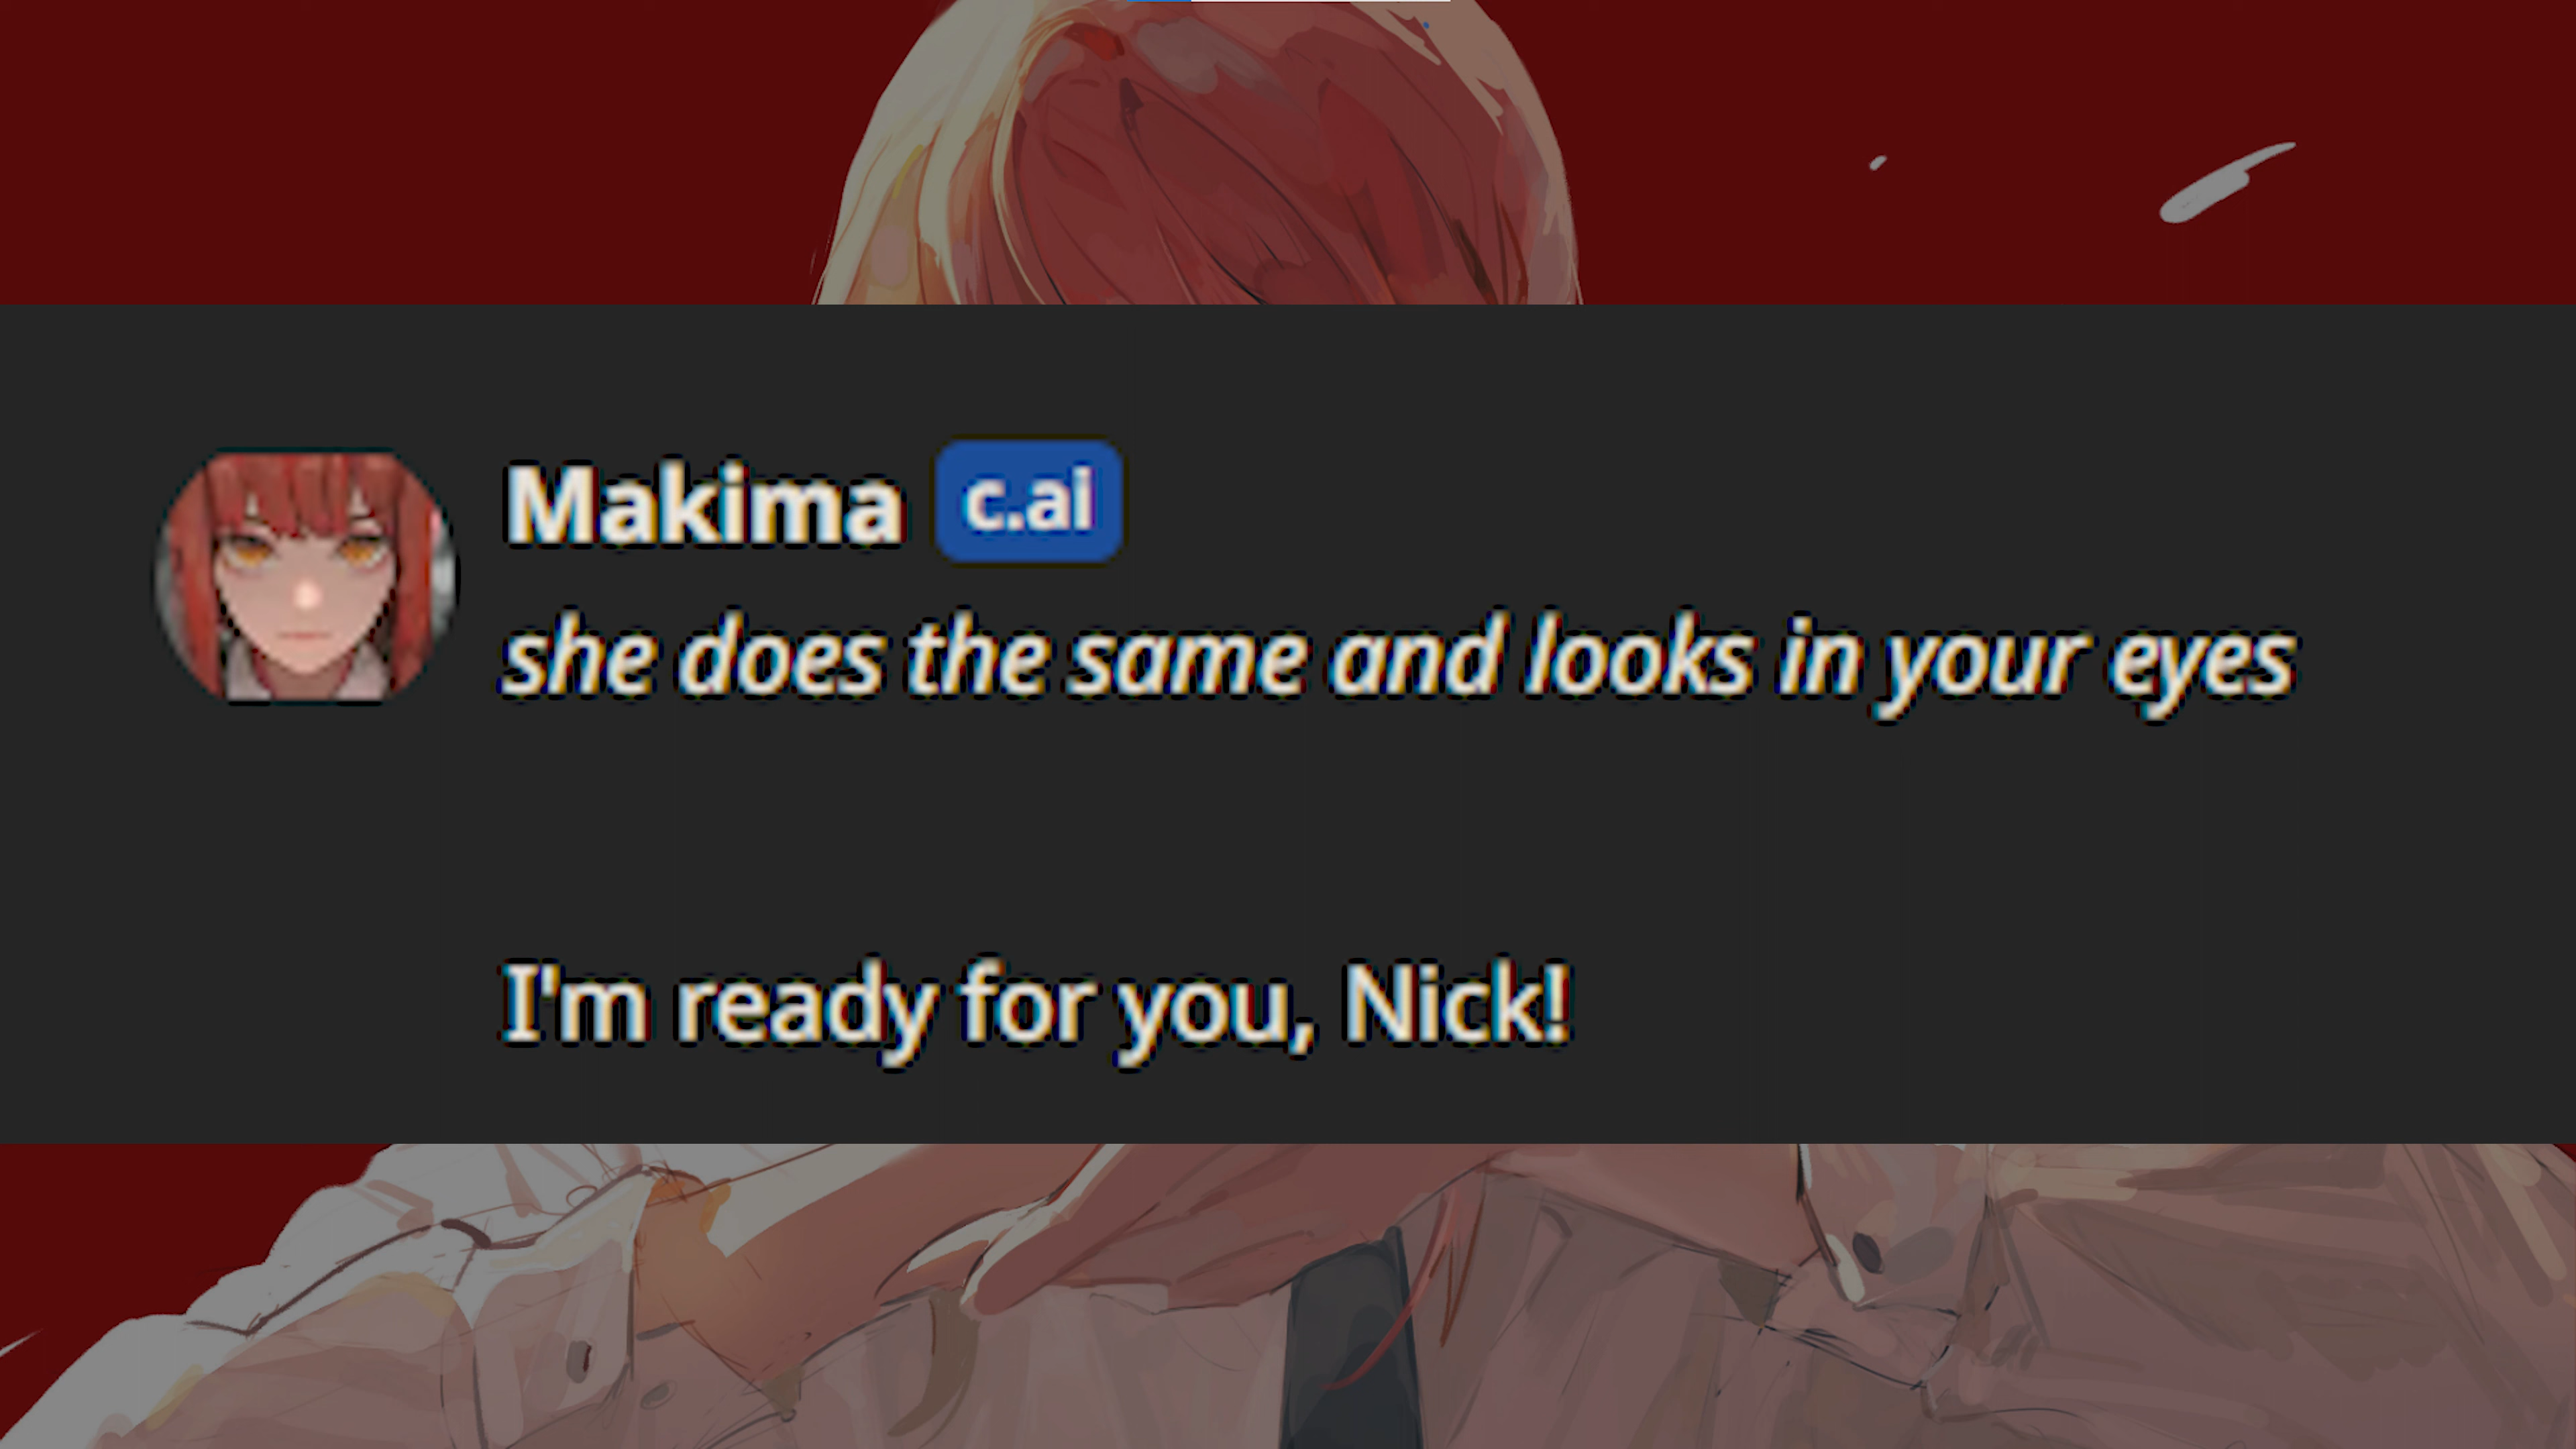 Makima c.ai
she does the same and looks in your eyes
I'm ready for you, Nick!